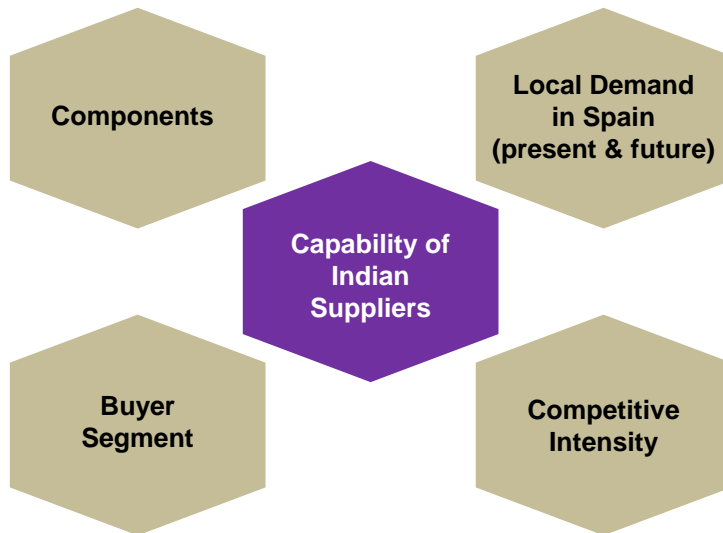 Components
Local Demand
in Spain
(present & future)
Capability of
Indian
Suppliers
Buyer
Segment
Competitive
Intensity